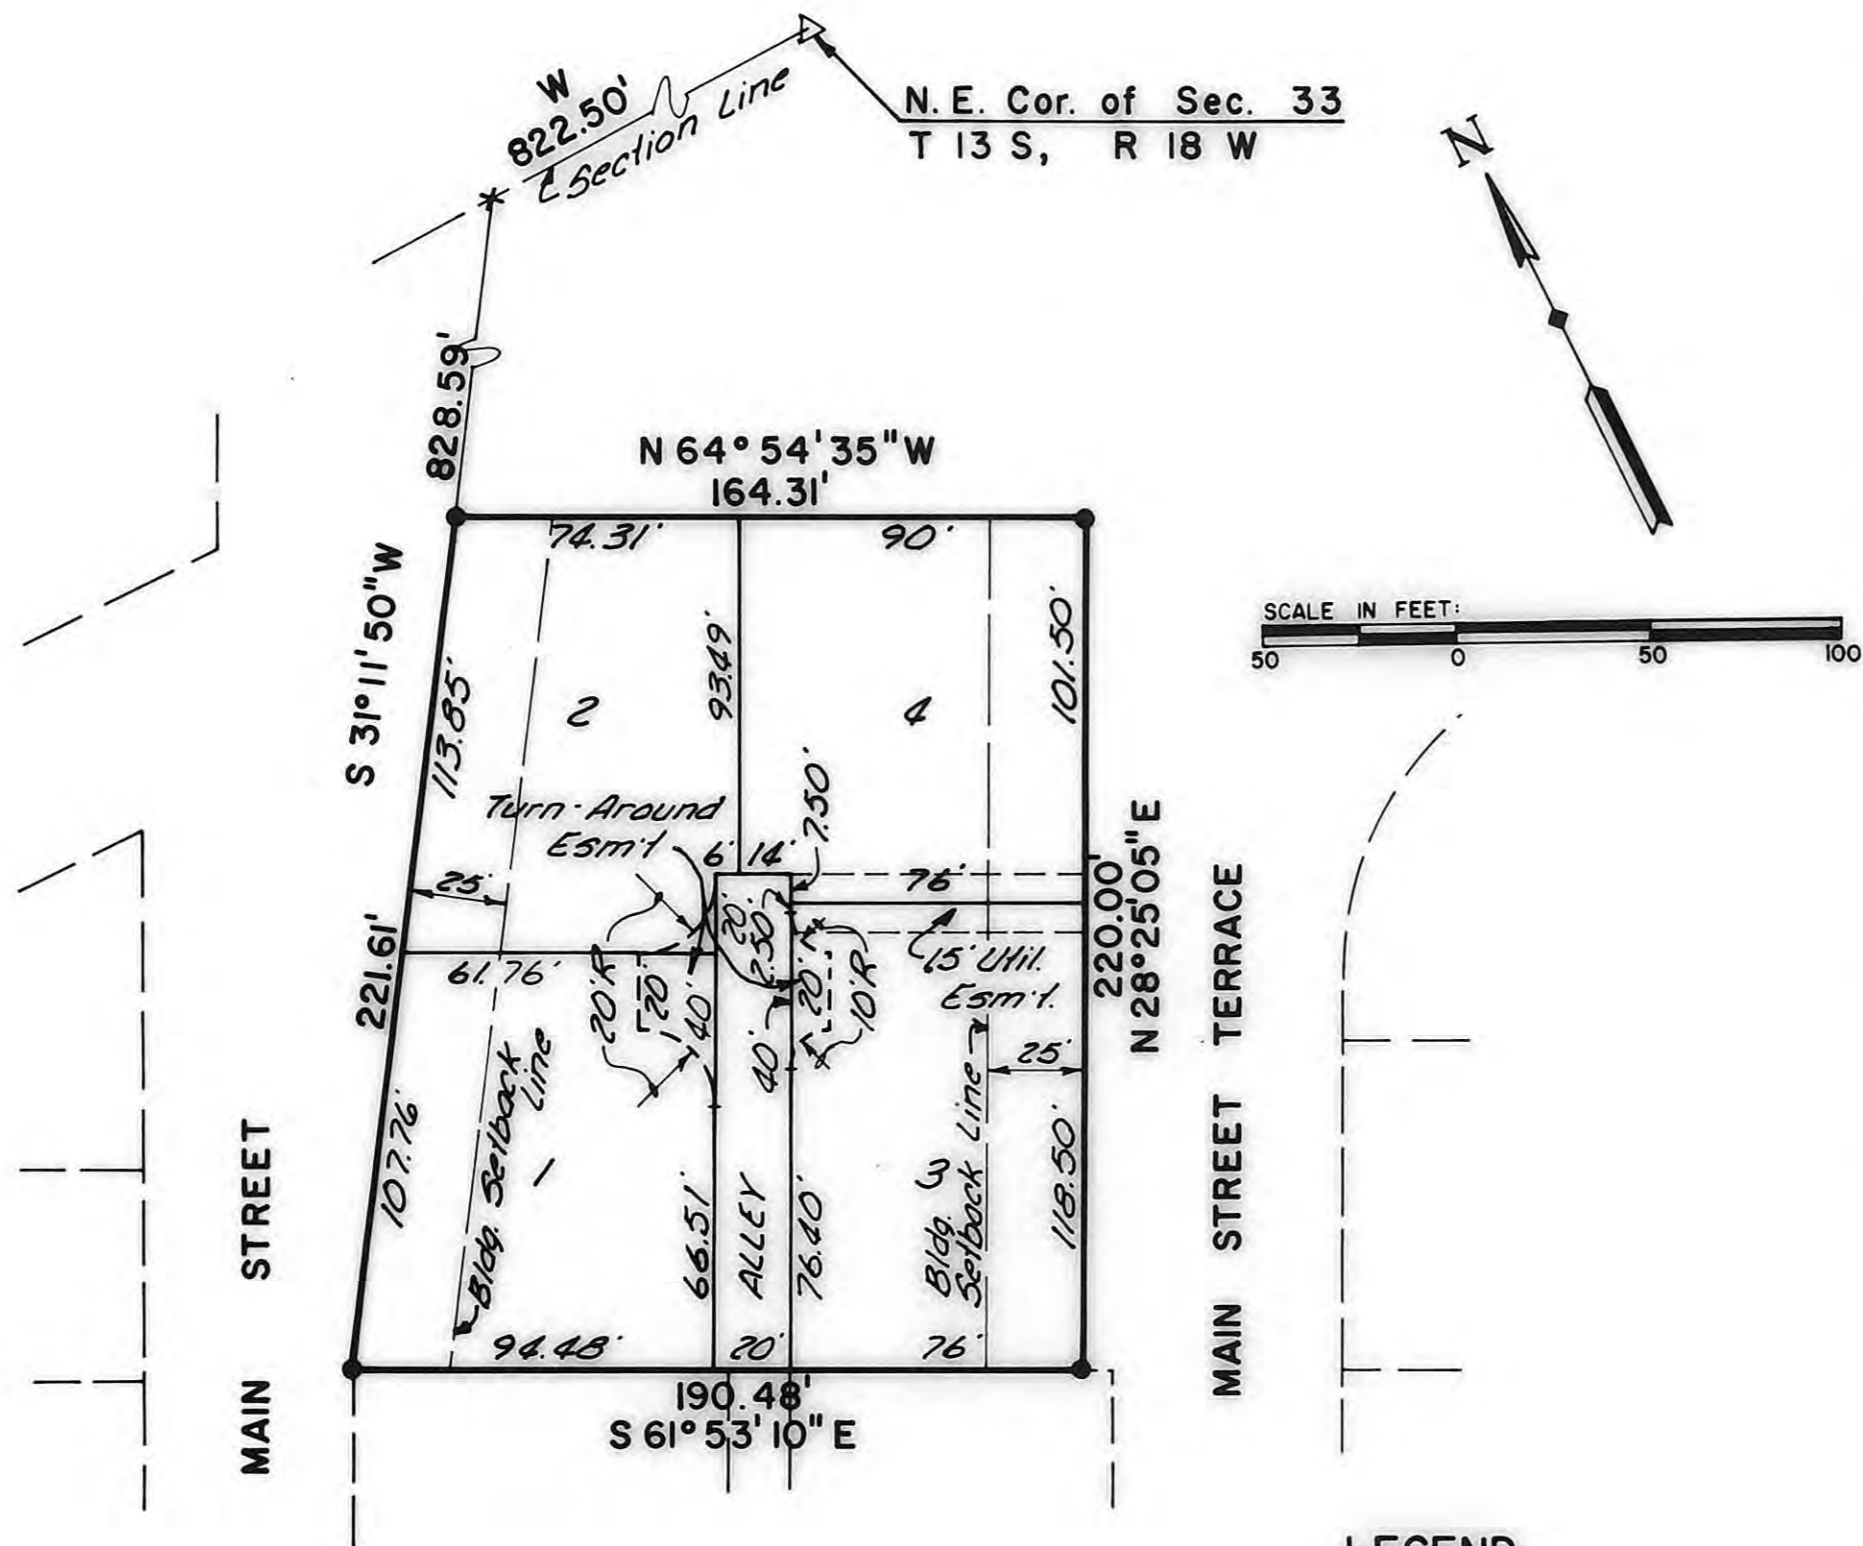 W
822.50'
Section Line
N.E. Cor. of Sec. 33
T 13 S, R 18 W
N
828.59'
N 64° 54' 35" W
164.31'
74.31'
90'
S 31° 11' 50" W
113.85'
93.49'
101.50'
SCALE IN FEET:
50 0 50 100
2
4
Turn-Around
Esm't
6' 14'
7.50'
76'
25'
20'
2.50'
221.61'
61.76'
20'R
20'
40'
20'
10'R
40'
15' Util.
Esm't.
220.00'
N 28° 25' 05" E
25'
107.76'
Bldg. Setback
Line
1
66.51'
ALLEY
76.40'
3
Bldg.
Setback Line
118.50'
MAIN STREET
MAIN STREET TERRACE
94.48'
20'
76'
190.48'
S 61° 53' 10" E
LEGEND